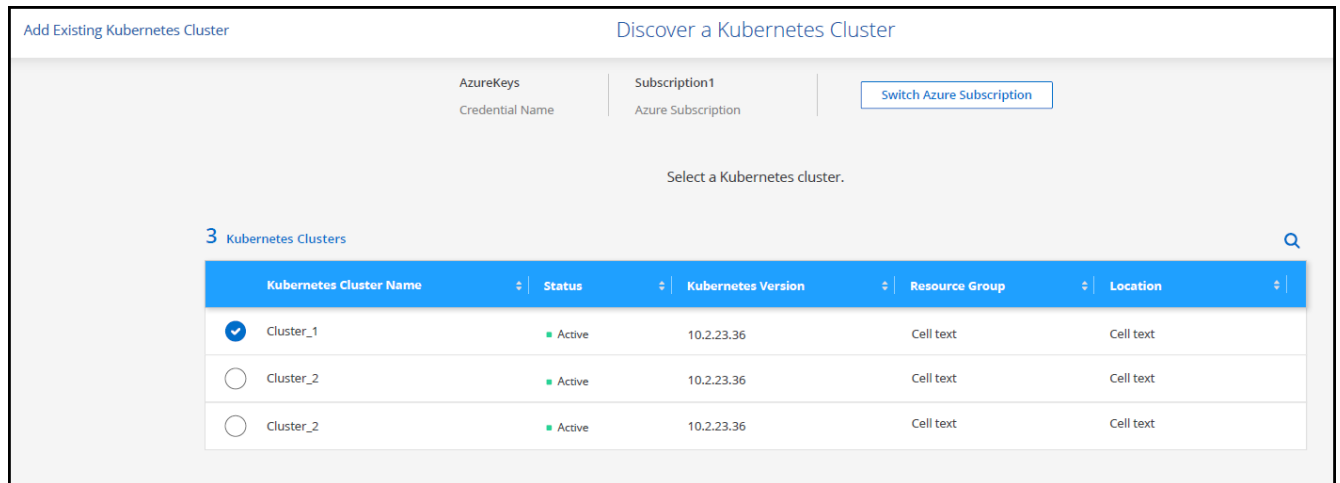 Add Existing Kubernetes Cluster
Discover a Kubernetes Cluster
AzureKeys
Credential Name
Subscription1
Azure Subscription
Switch Azure Subscription
Select a Kubernetes cluster.
3 Kubernetes Clusters
Kubernetes Cluster Name Status Kubernetes Version Resource Group Location
Cluster_1 Active 10.2.23.36 Cell text Cell text
Cluster_2 Active 10.2.23.36 Cell text Cell text
Cluster_2 Active 10.2.23.36 Cell text Cell text